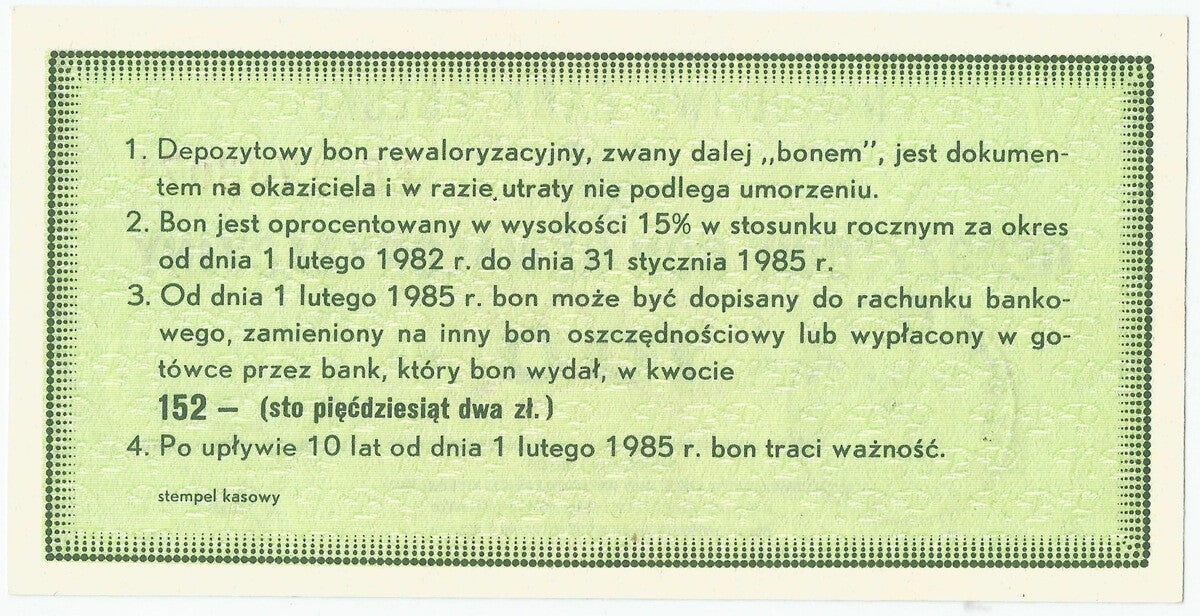 1. Depozytowy bon rewaloryzacyjny, zwany dalej „bonem", jest dokumen-
tem na okaziciela i w razie utraty nie podlega umorzeniu.
2. Bon jest oprocentowany w wysokości 15% w stosunku rocznym za okres
od dnia 1 lutego 1982 r. do dnia 31 stycznia 1985 r.
3. Od dnia 1 lutego 1985 r. bon może być dopisany do rachunku banko-
wego, zamieniony na inny bon oszczędnościowy lub wypłacony w go-
tówce przez bank, który bon wydał, w kwocie
152 — (sto pięćdziesiąt dwa zł.)
4. Po upływie 10 lat od dnia 1 lutego 1985 r. bon traci ważność.
stempel kasowy